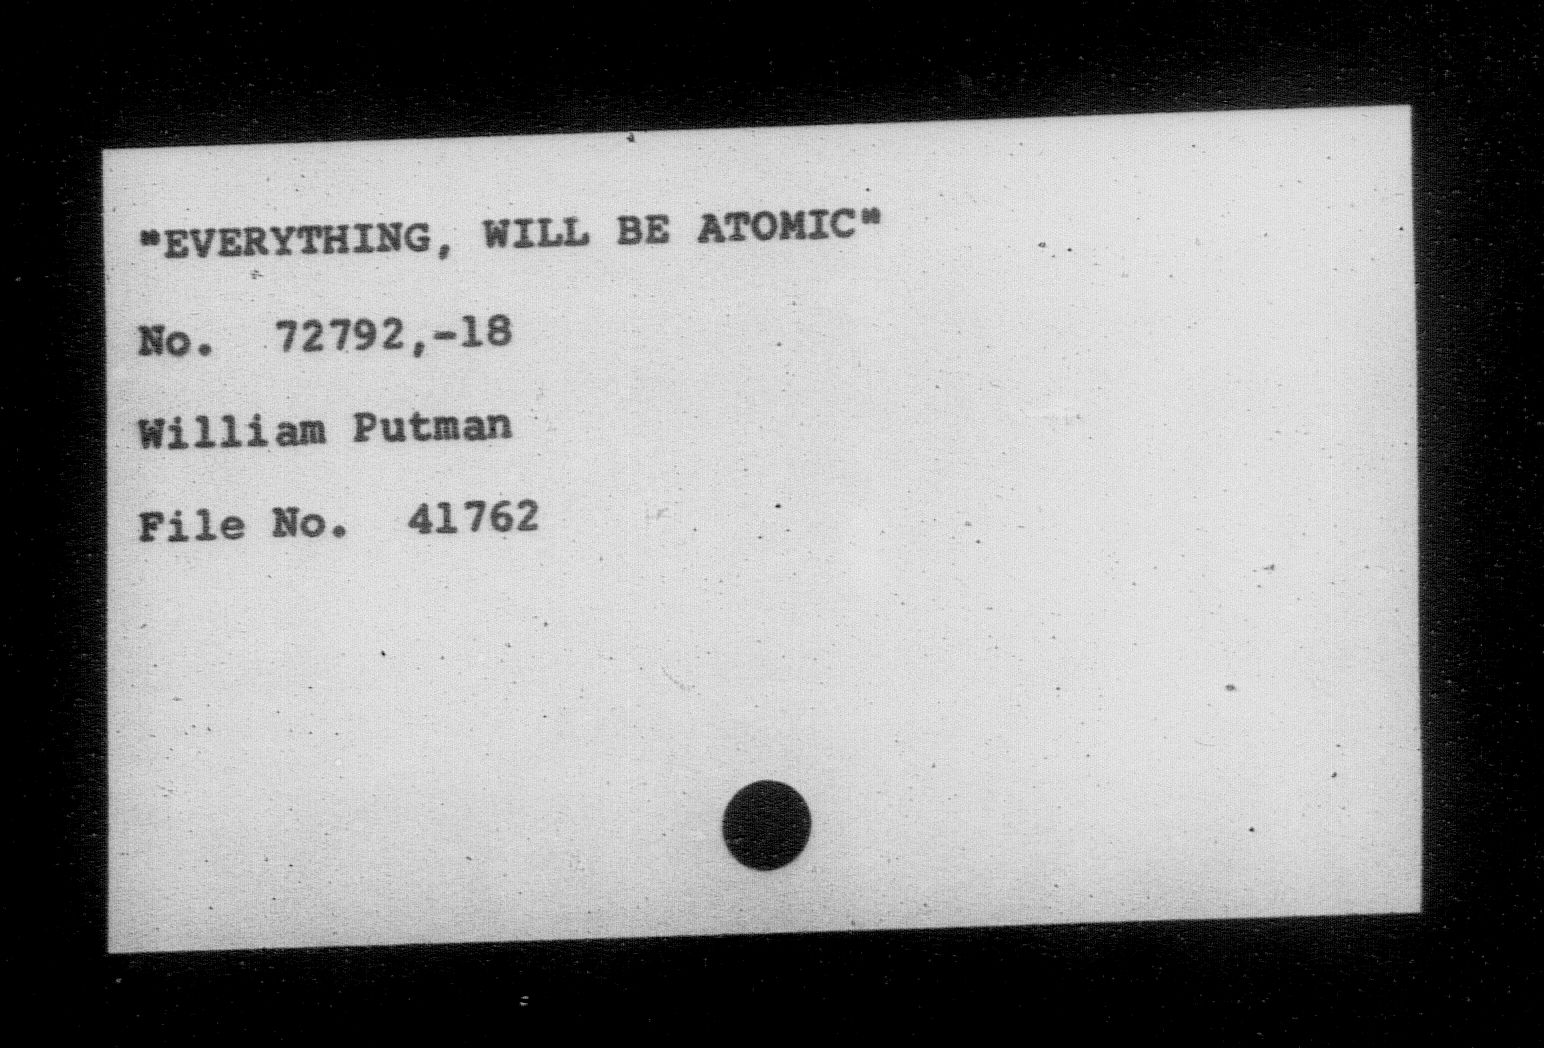 "EVERYTHING, WILL BE ATOMIC"
No. 72792,-18
William Putman
File No. 41762